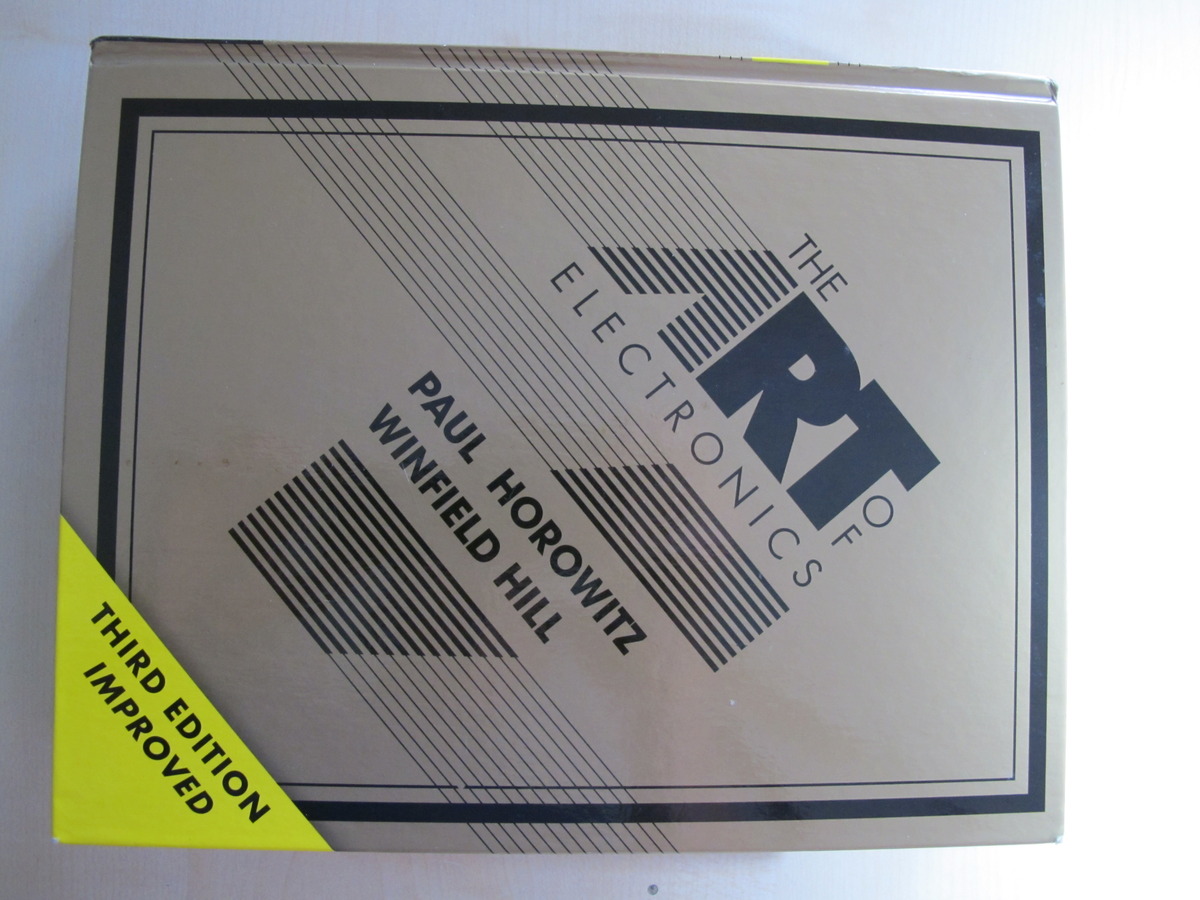 THE
ART
OF
ELECTRONICS
PAUL HOROWITZ
WINFIELD HILL
THIRD EDITION
IMPROVED